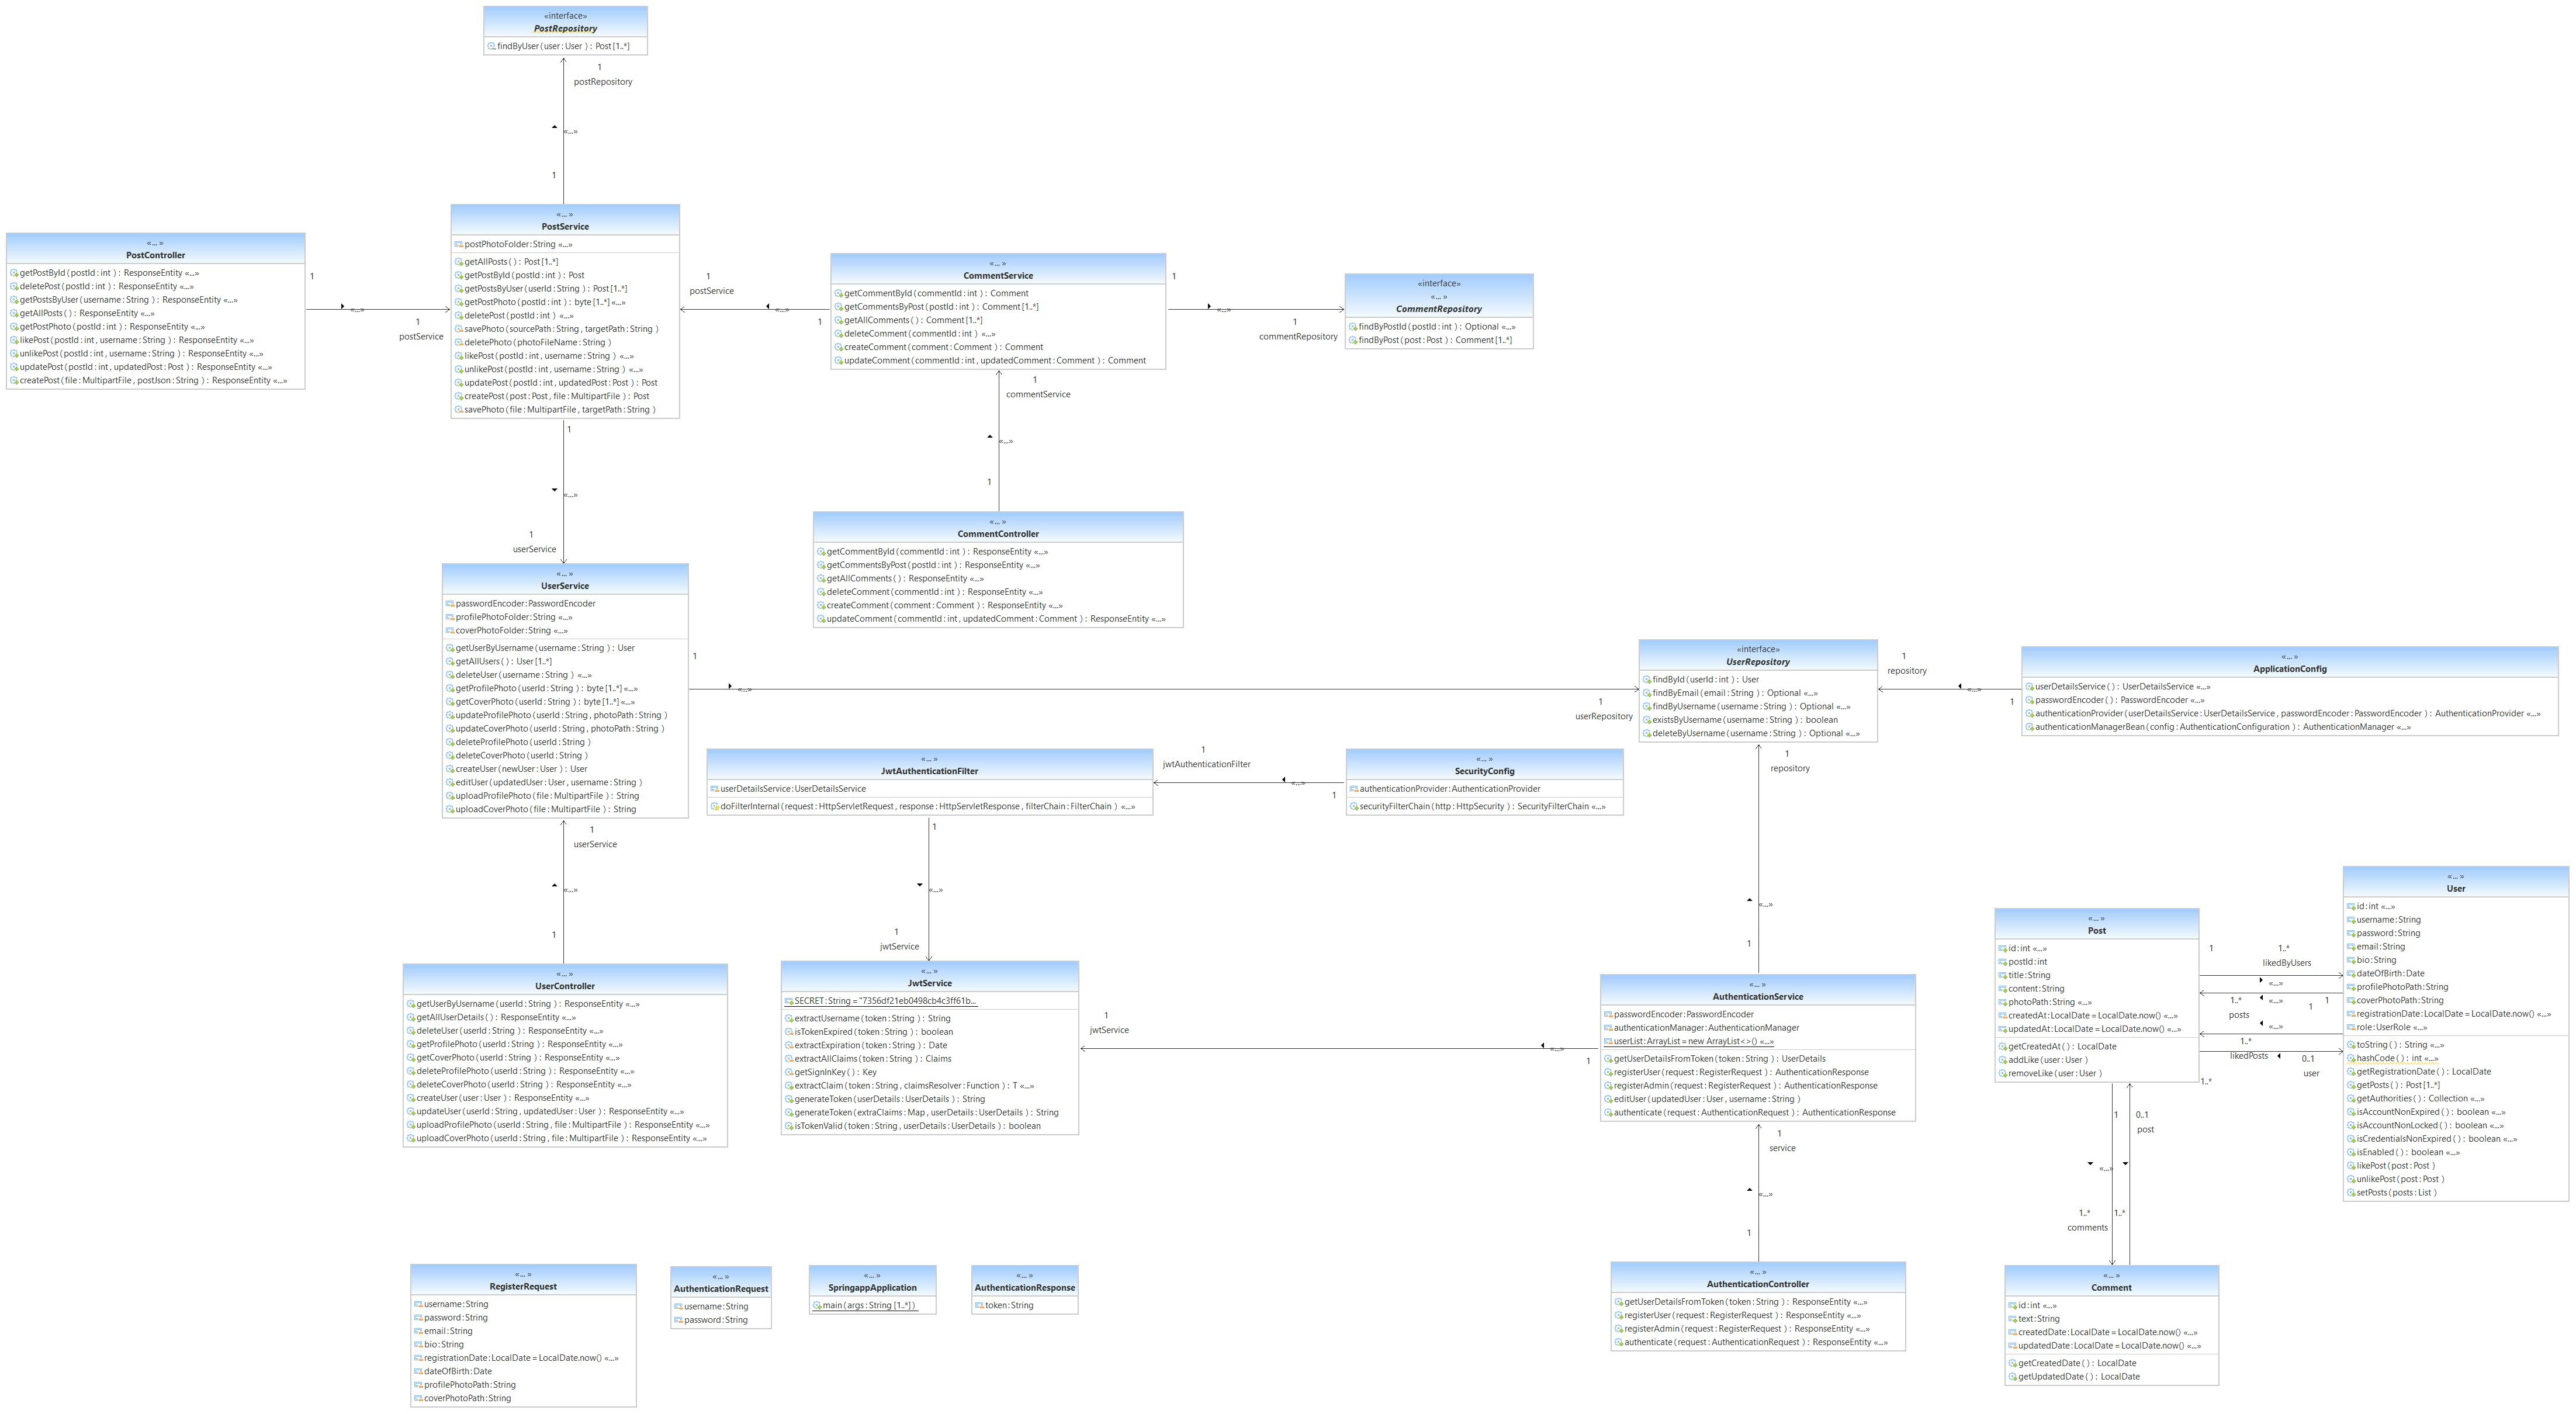 «interface»
PostRepository
findByUser ( user : User ) : Post [1..*]
1
postRepository
«...»
1
«... »
PostService
postPhotoFolder : String «...»
getAllPosts ( ) : Post [1..*]
getPostById ( postId : int ) : Post
getPostsByUser ( userId : String ) : Post [1..*]
getPostPhoto ( postId : int ) : byte [1..*] «...»
deletePost ( postId : int ) «...»
savePhoto ( sourcePath : String , targetPath : String )
deletePhoto ( photoFileName : String )
likePost ( postId : int , username : String ) «...»
unlikePost ( postId : int , username : String ) «...»
updatePost ( postId : int , updatedPost : Post ) : Post
createPost ( post : Post , file : MultipartFile ) : Post
savePhoto ( file : MultipartFile , targetPath : String )
«... »
PostController
getPostById ( postId : int ) : ResponseEntity «...»
deletePost ( postId : int ) : ResponseEntity «...»
getPostsByUser ( username : String ) : ResponseEntity «...»
getAllPosts ( ) : ResponseEntity «...»
getPostPhoto ( postId : int ) : ResponseEntity «...»
likePost ( postId : int , username : String ) : ResponseEntity «...»
unlikePost ( postId : int , username : String ) : ResponseEntity «...»
updatePost ( postId : int , updatedPost : Post ) : ResponseEntity «...»
createPost ( file : MultipartFile , postJson : String ) : ResponseEntity «...»
1
«...»
1
postService
1
postService
«...»
1
«... »
CommentService
getCommentById ( commentId : int ) : Comment
getCommentsByPost ( postId : int ) : Comment [1..*]
getAllComments ( ) : Comment [1..*]
deleteComment ( commentId : int ) «...»
createComment ( comment : Comment ) : Comment
updateComment ( commentId : int , updatedComment : Comment ) : Comment
1
«...»
1
commentRepository
«interface»
«... »
CommentRepository
findByPostId ( postId : int ) : Optional «...»
findByPost ( post : Post ) : Comment [1..*]
1
commentService
«...»
1
«... »
CommentController
getCommentById ( commentId : int ) : ResponseEntity «...»
getCommentsByPost ( postId : int ) : ResponseEntity «...»
getAllComments ( ) : ResponseEntity «...»
deleteComment ( commentId : int ) : ResponseEntity «...»
createComment ( comment : Comment ) : ResponseEntity «...»
updateComment ( commentId : int , updatedComment : Comment ) : ResponseEntity «...»
1
«...»
1
userService
«... »
UserService
passwordEncoder : PasswordEncoder
profilePhotoFolder : String «...»
coverPhotoFolder : String «...»
getUserByUsername ( username : String ) : User
getAllUsers ( ) : User [1..*]
deleteUser ( username : String ) «...»
getProfilePhoto ( userId : String ) : byte [1..*] «...»
getCoverPhoto ( userId : String ) : byte [1..*] «...»
updateProfilePhoto ( userId : String , photoPath : String )
updateCoverPhoto ( userId : String , photoPath : String )
deleteProfilePhoto ( userId : String )
deleteCoverPhoto ( userId : String )
createUser ( newUser : User ) : User
editUser ( updatedUser : User , username : String )
uploadProfilePhoto ( file : MultipartFile ) : String
uploadCoverPhoto ( file : MultipartFile ) : String
1
«...»
1
userRepository
«interface»
UserRepository
findById ( userId : int ) : User
findByEmail ( email : String ) : Optional «...»
findByUsername ( username : String ) : Optional «...»
existsByUsername ( username : String ) : boolean
deleteByUsername ( username : String ) : Optional «...»
1
repository
«...»
1
«... »
ApplicationConfig
userDetailsService ( ) : UserDetailsService «...»
passwordEncoder ( ) : PasswordEncoder «...»
authenticationProvider ( userDetailsService : UserDetailsService , passwordEncoder : PasswordEncoder ) : AuthenticationProvider «...»
authenticationManagerBean ( config : AuthenticationConfiguration ) : AuthenticationManager «...»
«... »
JwtAuthenticationFilter
userDetailsService : UserDetailsService
doFilterInternal ( request : HttpServletRequest , response : HttpServletResponse , filterChain : FilterChain ) «...»
1
jwtAuthenticationFilter
«...»
1
«... »
SecurityConfig
authenticationProvider : AuthenticationProvider
securityFilterChain ( http : HttpSecurity ) : SecurityFilterChain «...»
1
repository
«...»
1
1
userService
«...»
1
1
«...»
1
jwtService
«... »
UserController
getUserByUsername ( userId : String ) : ResponseEntity «...»
getAllUserDetails ( ) : ResponseEntity «...»
deleteUser ( userId : String ) : ResponseEntity «...»
getProfilePhoto ( userId : String ) : ResponseEntity «...»
getCoverPhoto ( userId : String ) : ResponseEntity «...»
deleteProfilePhoto ( userId : String ) : ResponseEntity «...»
deleteCoverPhoto ( userId : String ) : ResponseEntity «...»
createUser ( user : User ) : ResponseEntity «...»
updateUser ( userId : String , updatedUser : User ) : ResponseEntity «...»
uploadProfilePhoto ( userId : String , file : MultipartFile ) : ResponseEntity «...»
uploadCoverPhoto ( userId : String , file : MultipartFile ) : ResponseEntity «...»
«... »
JwtService
SECRET : String = "7356df21eb0498cb4c3ff61b...
extractUsername ( token : String ) : String
isTokenExpired ( token : String ) : boolean
extractExpiration ( token : String ) : Date
extractAllClaims ( token : String ) : Claims
getSignInKey ( ) : Key
extractClaim ( token : String , claimsResolver : Function ) : T «...»
generateToken ( userDetails : UserDetails ) : String
generateToken ( extraClaims : Map , userDetails : UserDetails ) : String
isTokenValid ( token : String , userDetails : UserDetails ) : boolean
1
jwtService
«...»
1
«... »
AuthenticationService
passwordEncoder : PasswordEncoder
authenticationManager : AuthenticationManager
userList : ArrayList = new ArrayList<>() «...»
getUserDetailsFromToken ( token : String ) : UserDetails
registerUser ( request : RegisterRequest ) : AuthenticationResponse
registerAdmin ( request : RegisterRequest ) : AuthenticationResponse
editUser ( updatedUser : User , username : String )
authenticate ( request : AuthenticationRequest ) : AuthenticationResponse
1
service
«...»
1
«... »
AuthenticationController
getUserDetailsFromToken ( token : String ) : ResponseEntity «...»
registerUser ( request : RegisterRequest ) : ResponseEntity «...»
registerAdmin ( request : RegisterRequest ) : ResponseEntity «...»
authenticate ( request : AuthenticationRequest ) : ResponseEntity «...»
«... »
Post
id : int «...»
postId : int
title : String
content : String
photoPath : String «...»
createdAt : LocalDate = LocalDate.now() «...»
updatedAt : LocalDate = LocalDate.now() «...»
getCreatedAt ( ) : LocalDate
addLike ( user : User )
removeLike ( user : User )
1
1..*
likedByUsers
«...»
1..*
posts
«...»
1
1
«...»
1..*
likedPosts
0..1
user
1..*
«... »
User
id : int «...»
username : String
password : String
email : String
bio : String
dateOfBirth : Date
profilePhotoPath : String
coverPhotoPath : String
registrationDate : LocalDate = LocalDate.now() «...»
role : UserRole «...»
toString ( ) : String «...»
hashCode ( ) : int «...»
getRegistrationDate ( ) : LocalDate
getPosts ( ) : Post [1..*]
getAuthorities ( ) : Collection «...»
isAccountNonExpired ( ) : boolean «...»
isAccountNonLocked ( ) : boolean «...»
isCredentialsNonExpired ( ) : boolean «...»
isEnabled ( ) : boolean «...»
likePost ( post : Post )
unlikePost ( post : Post )
setPosts ( posts : List )
1
0..1
post
«...»
1..*
comments
1..*
«... »
Comment
id : int «...»
text : String
createdDate : LocalDate = LocalDate.now() «...»
updatedDate : LocalDate = LocalDate.now() «...»
getCreatedDate ( ) : LocalDate
getUpdatedDate ( ) : LocalDate
«... »
RegisterRequest
username : String
password : String
email : String
bio : String
registrationDate : LocalDate = LocalDate.now() «...»
dateOfBirth : Date
profilePhotoPath : String
coverPhotoPath : String
«... »
AuthenticationRequest
username : String
password : String
«... »
SpringappApplication
main ( args : String [1..*] )
«... »
AuthenticationResponse
token : String